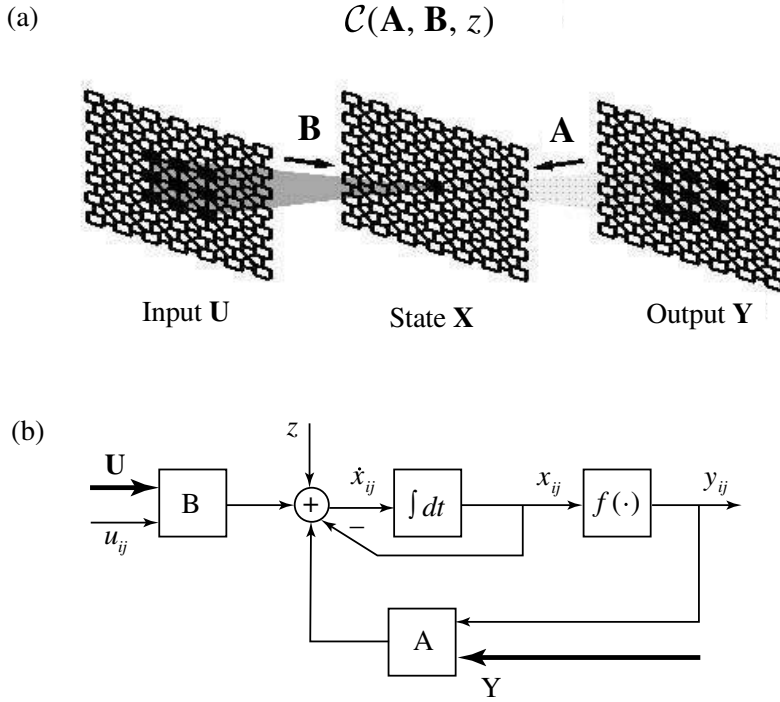 (a)
𝒞(A, B, z)
B
A
Input U
State X
Output Y
(b)
z
U
ẋ_ij
x_ij
y_ij
B
+
∫ dt
f(·)
u_ij
−
A
Y